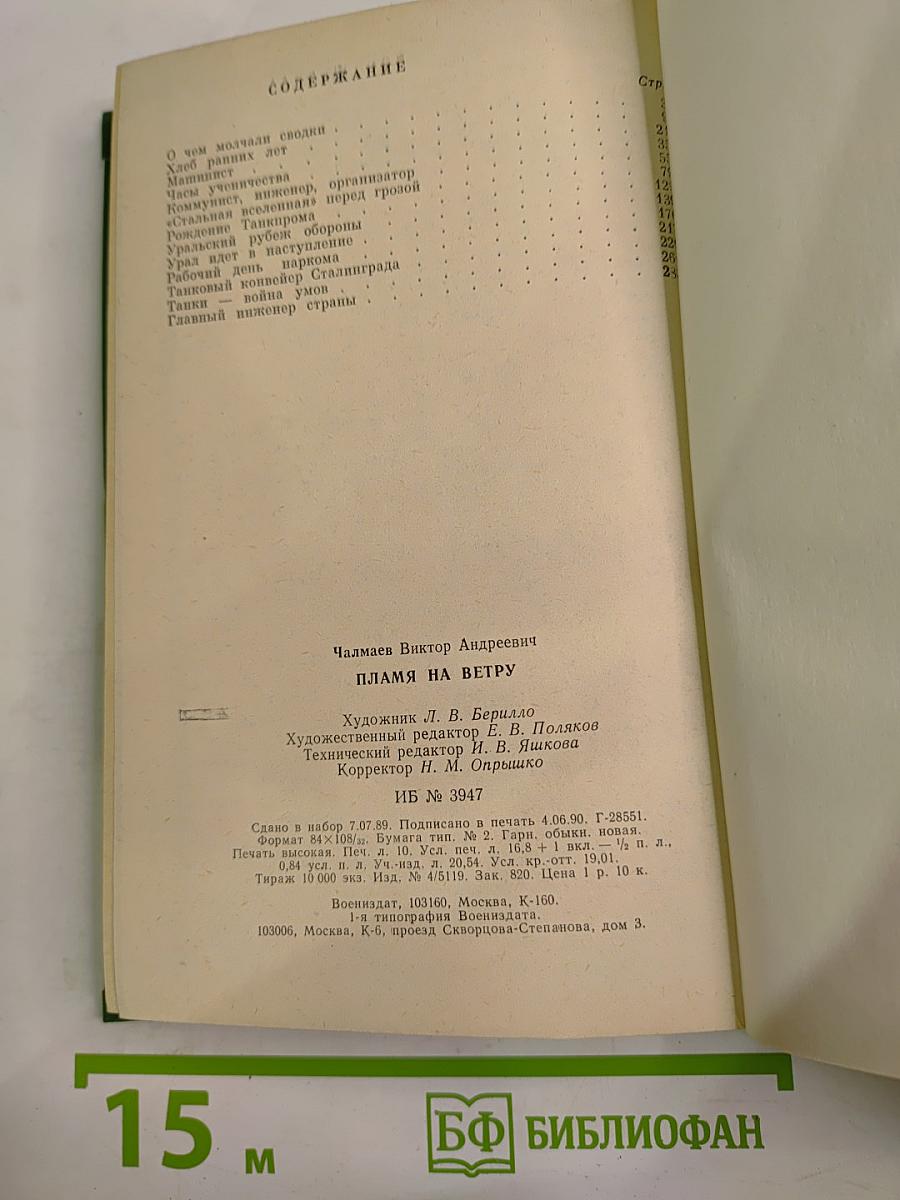 СОДЕРЖАНИЕ
Стр
О чем молчали сводки
Хлеб ранних лет
Машинист
Часы ученичества
Коммунист, инженер, организатор
«Стальная вселенная» перед грозой
Рождение Танкпрома
Уральский рубеж обороны
Урал идет в наступление
Рабочий день наркома
Танковый конвейер Сталинграда
Танки — война умов
Главный инженер страны
Чалмаев Виктор Андреевич
ПЛАМЯ НА ВЕТРУ
Художник Л. В. Берилло
Художественный редактор Е. В. Поляков
Технический редактор И. В. Яшкова
Корректор Н. М. Опрышко
ИБ № 3947
Сдано в набор 7.07.89. Подписано в печать 4.06.90. Г-28551.
Формат 84×108/32. Бумага тип. № 2. Гарн. обыкн. новая.
Печать высокая. Печ. л. 10. Усл. печ. л. 16,8 + 1 вкл. — 1/2 п. л.,
0,84 усл. п. л. Уч.-изд. л. 20,54. Усл. кр.-отт. 19,01.
Тираж 10 000 экз. Изд. № 4/5119. Зак. 820. Цена 1 р. 10 к.
Воениздат, 103160, Москва, К-160.
1-я типография Воениздата.
103006, Москва, К-6, проезд Скворцова-Степанова, дом 3.
15 м
БФ БИБЛИОФАН